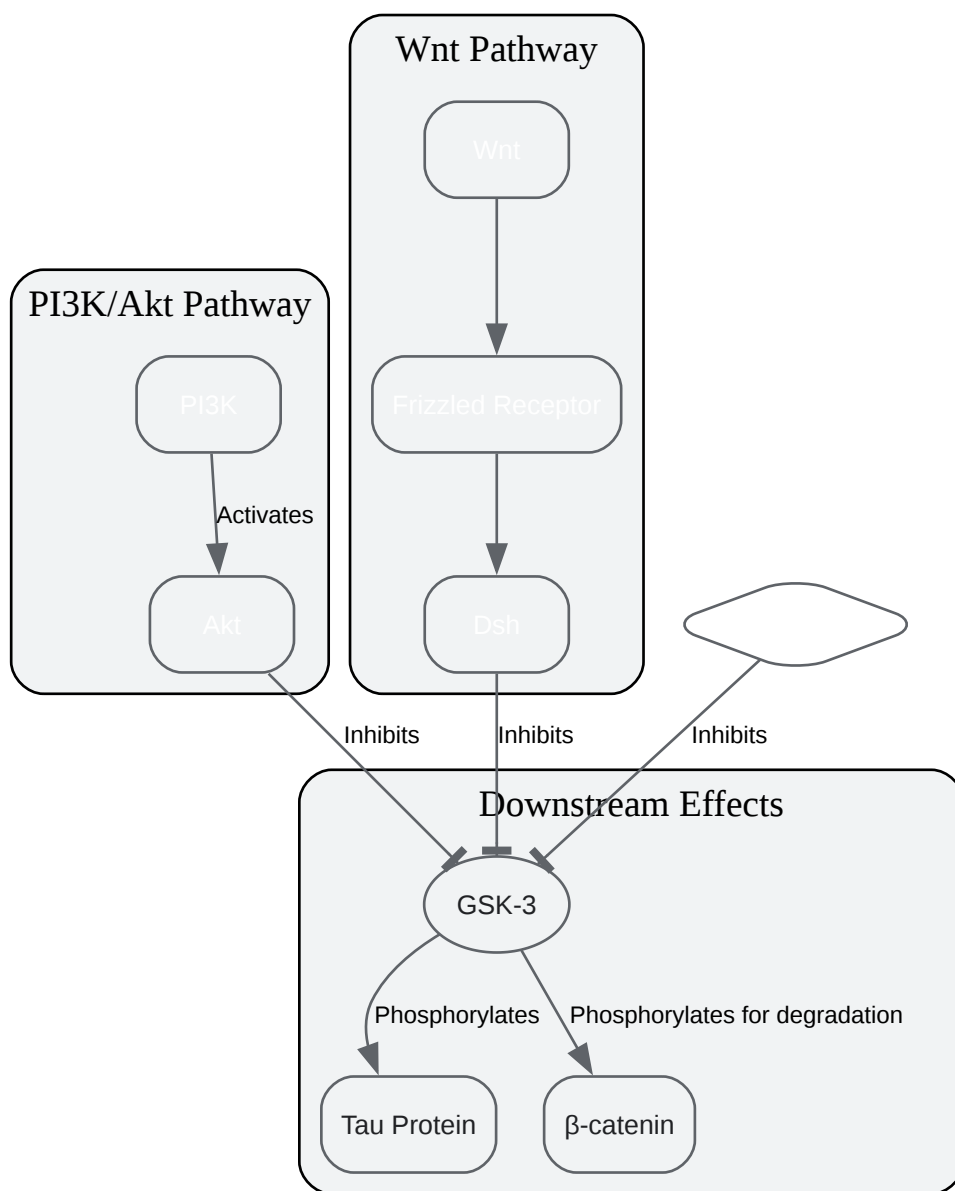 Wnt Pathway
Wnt
PI3K/Akt Pathway
PI3K
Frizzled Receptor
Activates
Akt
Dsh
Inhibits
Inhibits
Inhibits
Downstream Effects
GSK-3
Phosphorylates
Phosphorylates for degradation
Tau Protein
β-catenin